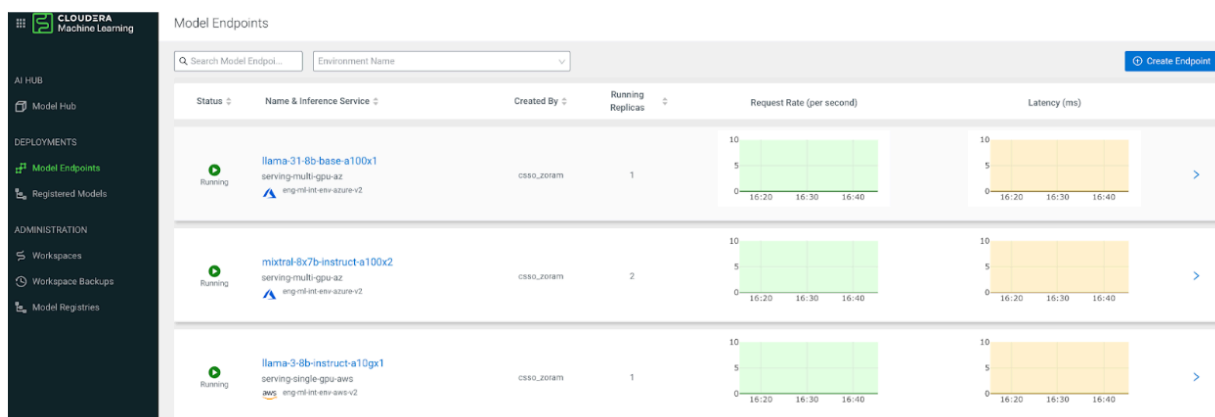 CLOUDERA
Machine Learning
AI HUB
Model Hub
DEPLOYMENTS
Model Endpoints
Registered Models
ADMINISTRATION
Workspaces
Workspace Backups
Model Registries
Model Endpoints
Search Model Endpoi...
Environment Name
Create Endpoint
Status
Name & Inference Service
Created By
Running
Replicas
Request Rate (per second)
Latency (ms)
Running
llama-31-8b-base-a100x1
serving-multi-gpu-az
eng-ml-int-env-azure-v2
csso_zoram
1
10
5
0
16:20 16:30 16:40
10
5
0
16:20 16:30 16:40
Running
mixtral-8x7b-instruct-a100x2
serving-multi-gpu-az
eng-ml-int-env-azure-v2
csso_zoram
2
10
5
0
16:20 16:30 16:40
10
5
0
16:20 16:30 16:40
Running
llama-3-8b-instruct-a10gx1
serving-single-gpu-aws
aws eng-ml-int-env-aws-v2
csso_zoram
1
10
5
0
16:20 16:30 16:40
10
5
0
16:20 16:30 16:40